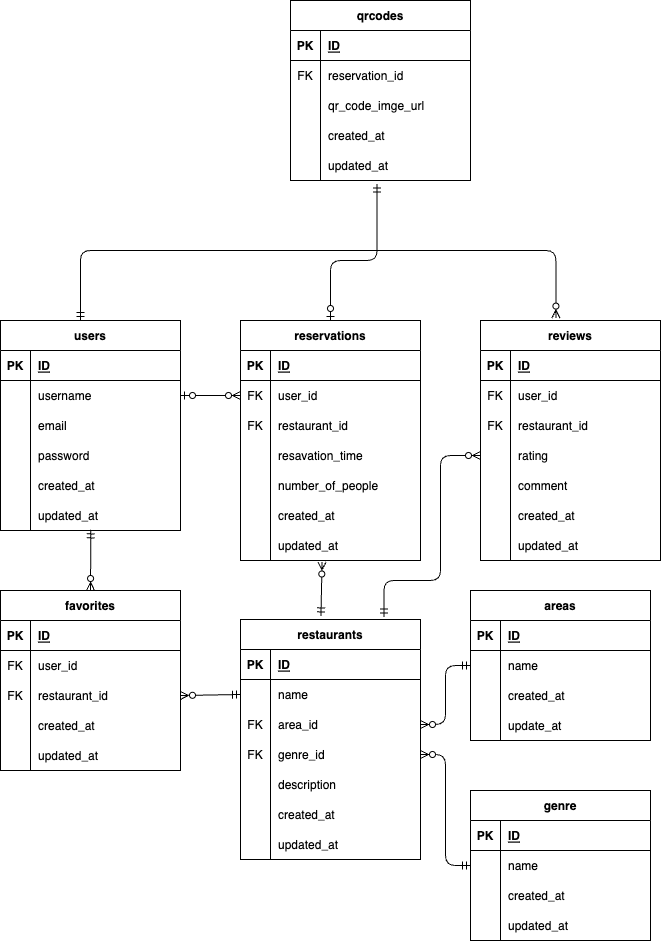 qrcodes
PK ID
FK reservation_id
qr_code_imge_url
created_at
updated_at
users
PK ID
username
email
password
created_at
updated_at
reservations
PK ID
FK user_id
FK restaurant_id
resavation_time
number_of_people
created_at
updated_at
reviews
PK ID
FK user_id
FK restaurant_id
rating
comment
created_at
updated_at
favorites
PK ID
FK user_id
FK restaurant_id
created_at
updated_at
restaurants
PK ID
name
FK area_id
FK genre_id
description
created_at
updated_at
areas
PK ID
name
created_at
update_at
genre
PK ID
name
created_at
updated_at